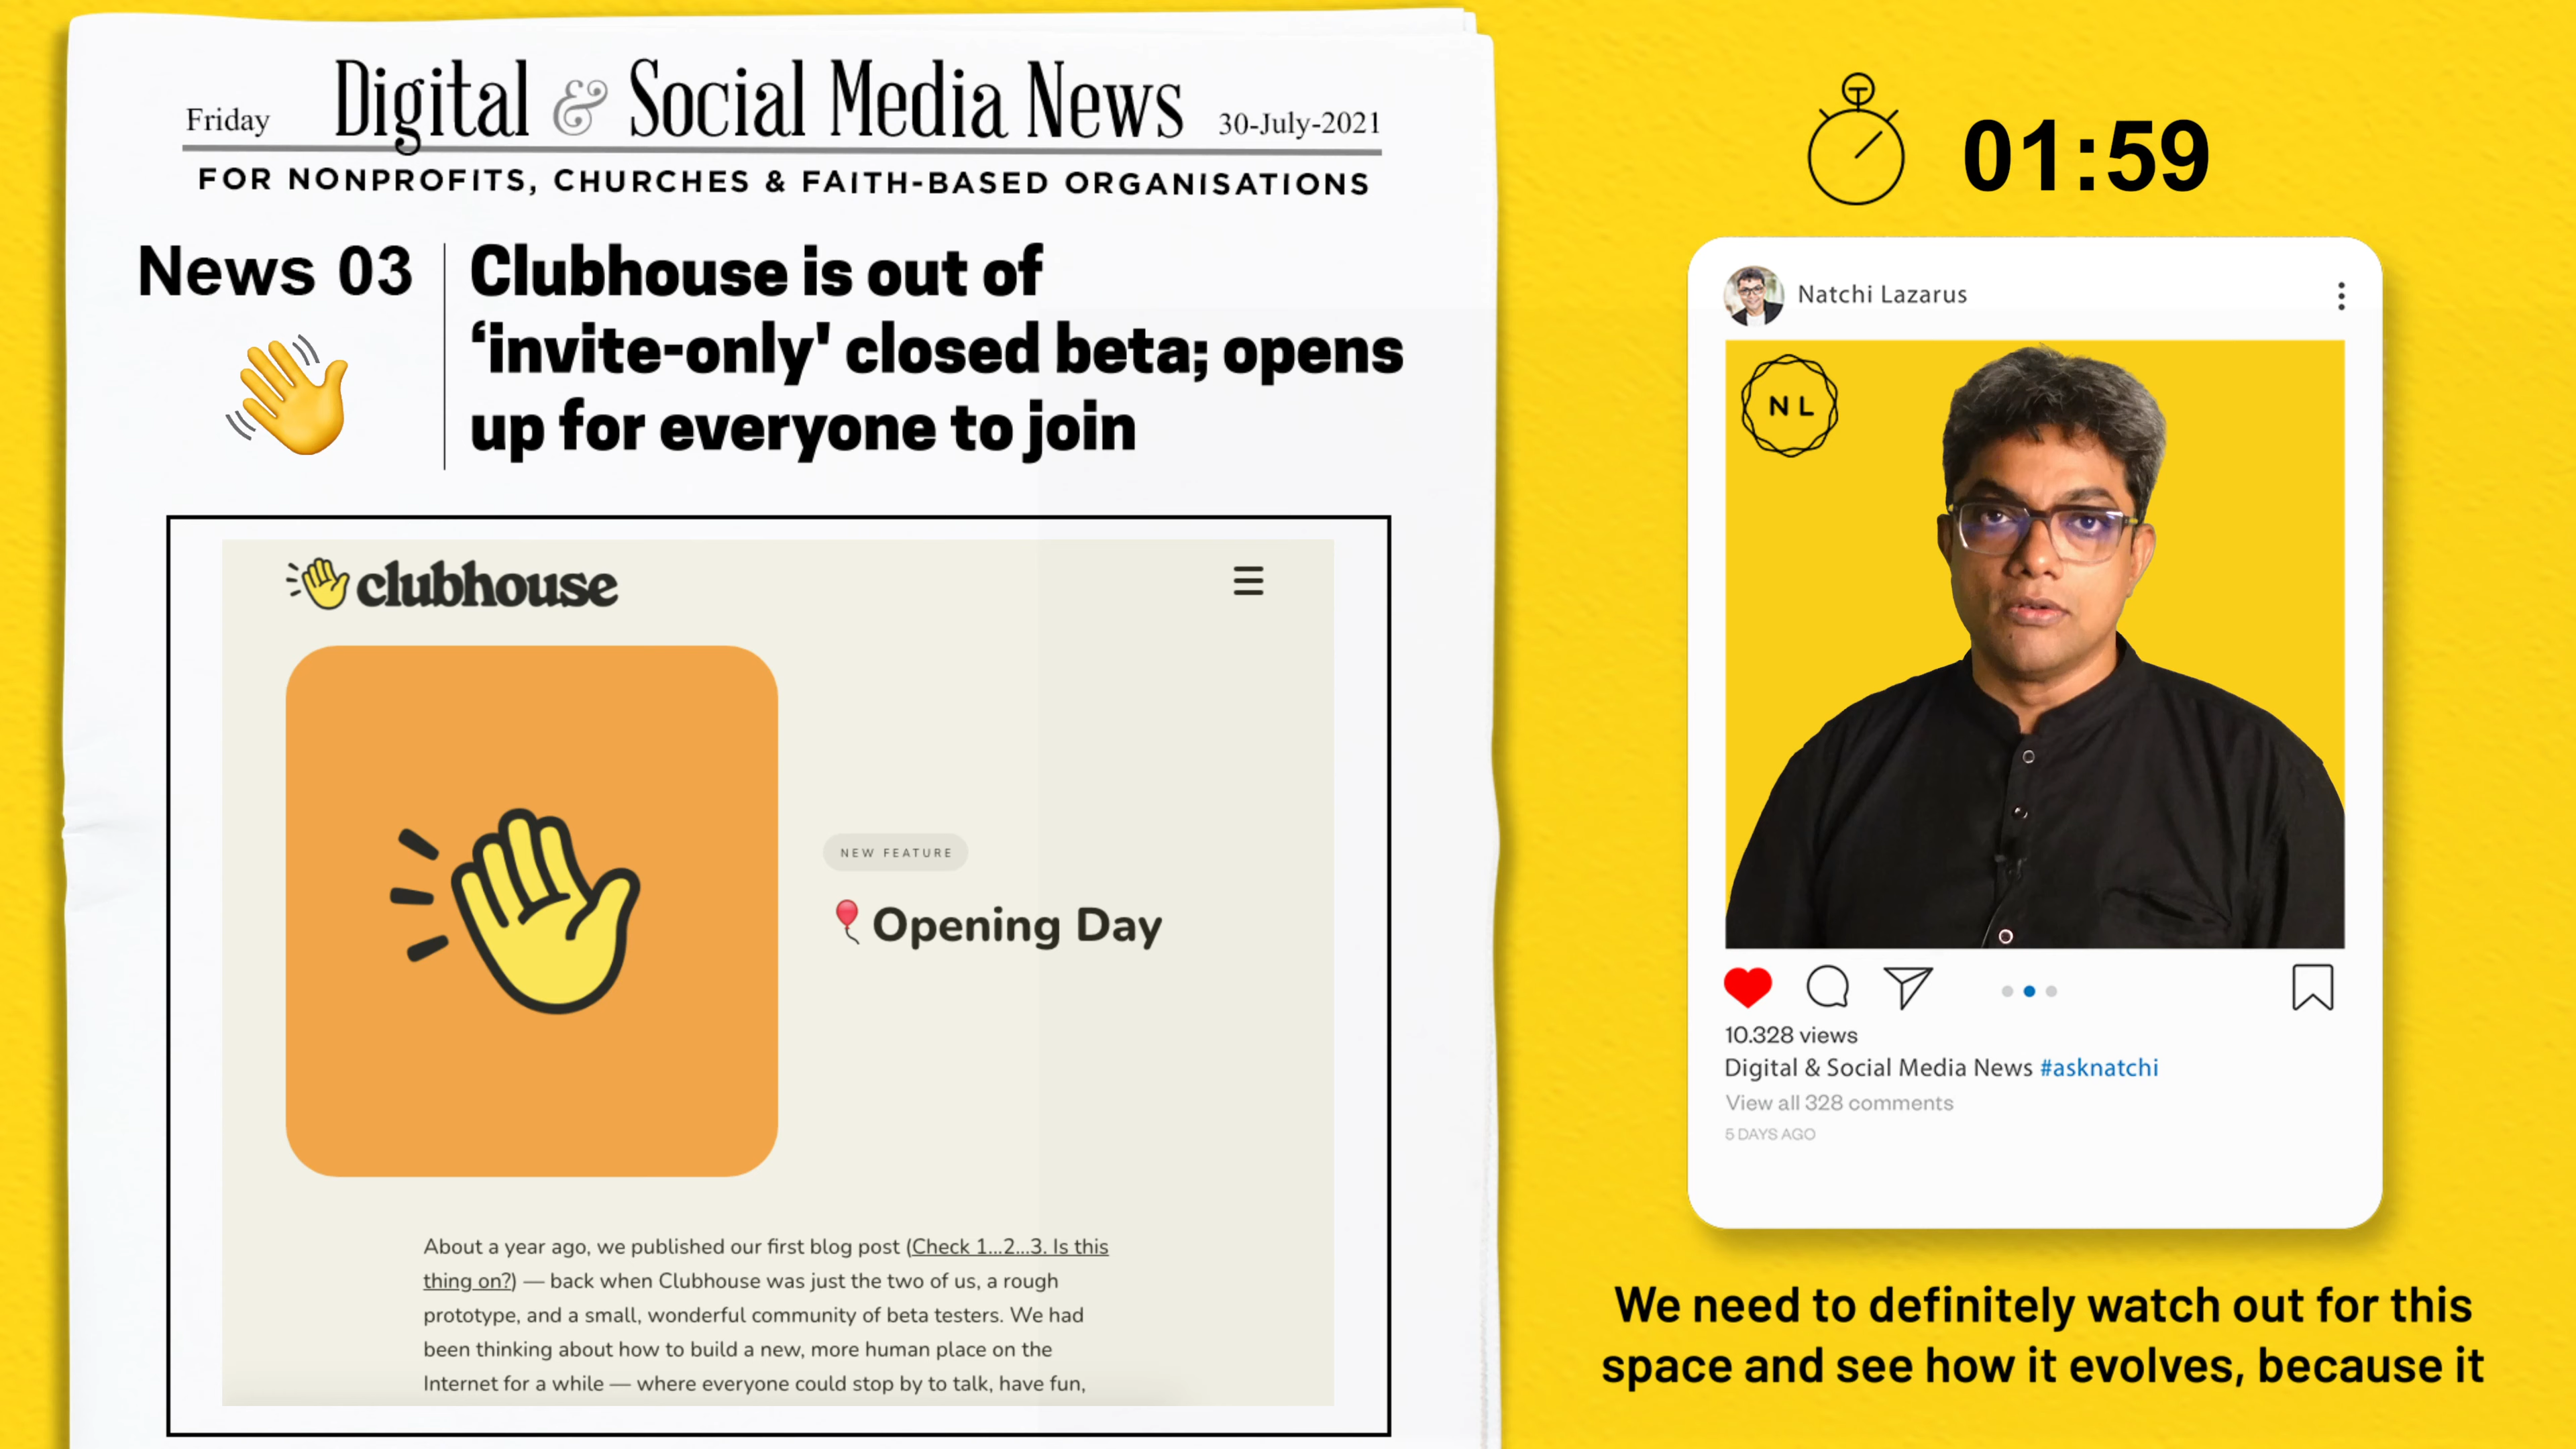 Friday
Digital & Social Media News
30-July-2021
FOR NONPROFITS, CHURCHES & FAITH-BASED ORGANISATIONS
News 03
Clubhouse is out of
‘invite-only' closed beta; opens
up for everyone to join
clubhouse
NEW FEATURE
Opening Day
About a year ago, we published our first blog post (Check 1...2...3. Is this
thing on?) — back when Clubhouse was just the two of us, a rough
prototype, and a small, wonderful community of beta testers. We had
been thinking about how to build a new, more human place on the
Internet for a while — where everyone could stop by to talk, have fun,
01:59
Natchi Lazarus
NL
10.328 views
Digital & Social Media News #asknatchi
View all 328 comments
5 DAYS AGO
We need to definitely watch out for this
space and see how it evolves, because it